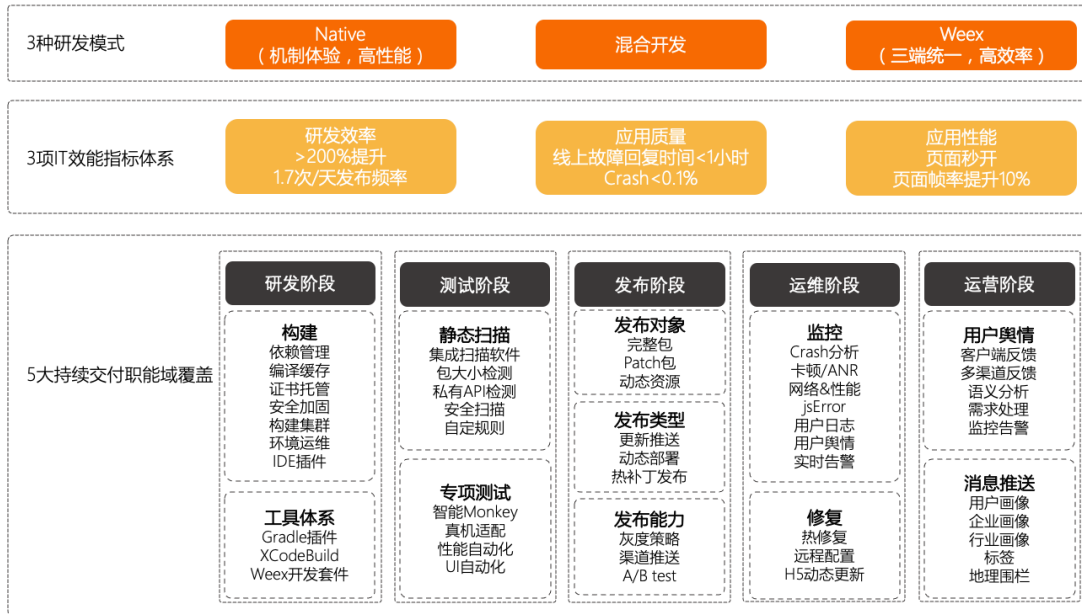 3种研发模式
Native
（机制体验，高性能）
混合开发
Weex
（三端统一，高效率）
3项IT效能指标体系
研发效率
>200%提升
1.7次/天发布频率
应用质量
线上故障回复时间<1小时
Crash<0.1%
应用性能
页面秒开
页面帧率提升10%
5大持续交付职能域覆盖
研发阶段
构建
依赖管理
编译缓存
证书托管
安全加固
构建集群
环境运维
IDE插件
工具体系
Gradle插件
XCodeBuild
Weex开发套件
测试阶段
静态扫描
集成扫描软件
包大小检测
私有API检测
安全扫描
自定规则
专项测试
智能Monkey
真机适配
性能自动化
UI自动化
发布阶段
发布对象
完整包
Patch包
动态资源
发布类型
更新推送
动态部署
热补丁发布
发布能力
灰度策略
渠道推送
A/B test
运维阶段
监控
Crash分析
卡顿/ANR
网络&性能
jsError
用户日志
用户舆情
实时告警
修复
热修复
远程配置
H5动态更新
运营阶段
用户舆情
客户端反馈
多渠道反馈
语义分析
需求处理
监控告警
消息推送
用户画像
企业画像
行业画像
标签
地理围栏